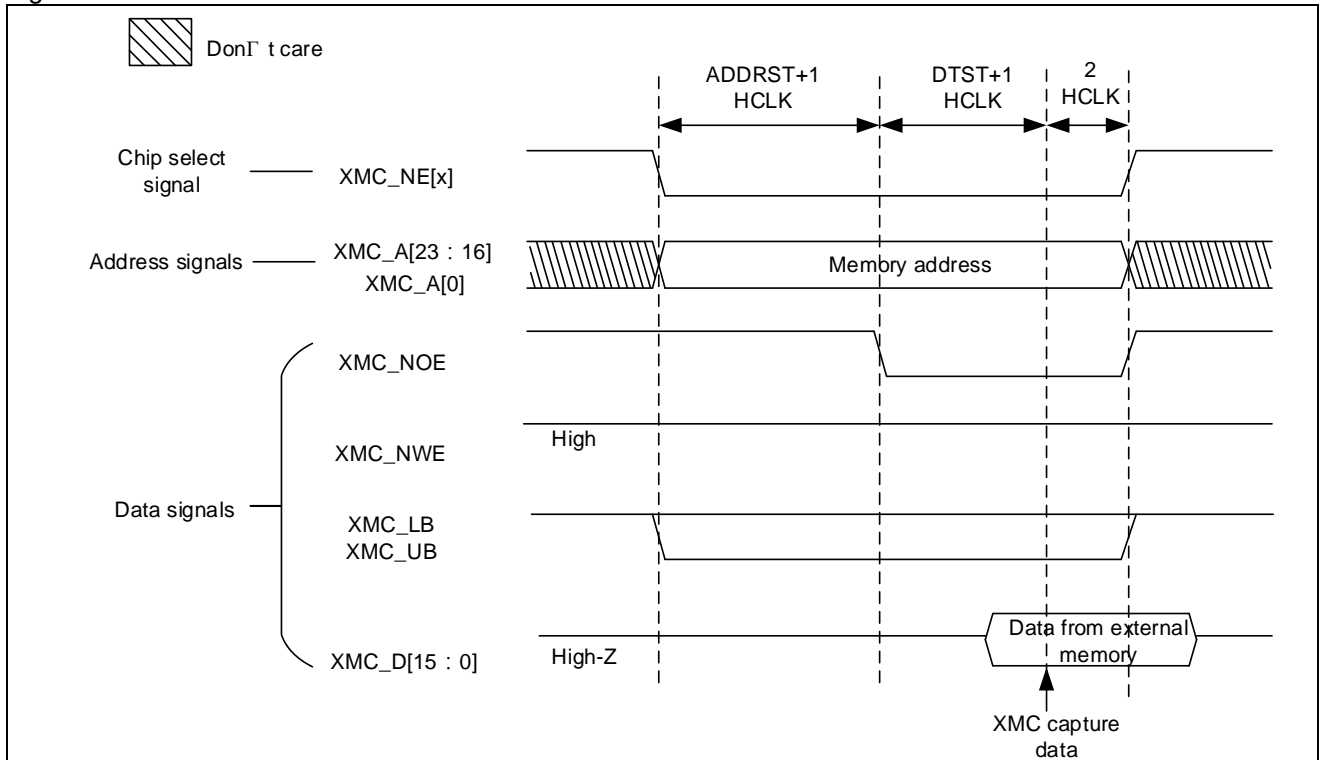 DonΓ t care
ADDRST+1
HCLK
DTST+1
HCLK
2
HCLK
Chip select
signal
XMC_NE[x]
Address signals
XMC_A[23 : 16]
XMC_A[0]
Memory address
XMC_NOE
XMC_NWE
High
Data signals
XMC_LB
XMC_UB
XMC_D[15 : 0]
High-Z
Data from external
memory
XMC capture
data